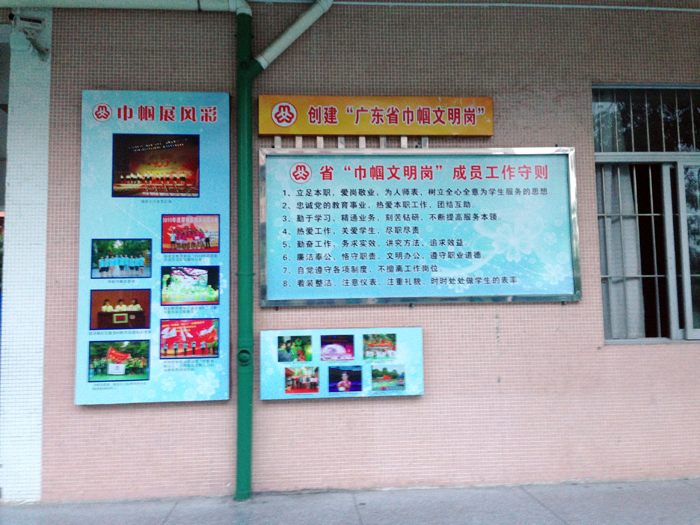 巾帼展风彩
创建“广东省巾帼文明岗”
省“巾帼文明岗”成员工作守则
1、立足本职，爱岗敬业，为人师表，树立全心全意为学生服务的思想
2、忠诚党的教育事业，热爱本职工作，团结互助。
3、勤于学习，精通业务，刻苦钻研，不断提高服务本领。
4、热爱工作、关爱学生、尽职尽责
5、勤奋工作、务求实效、讲究方法、追求效益
6、廉洁奉公、恪守职责、文明办公、遵守职业道德
7、自觉遵守各项制度，不擅离工作岗位。
8、着装整洁、注意仪表、注重礼貌，时时处处做学生的表率